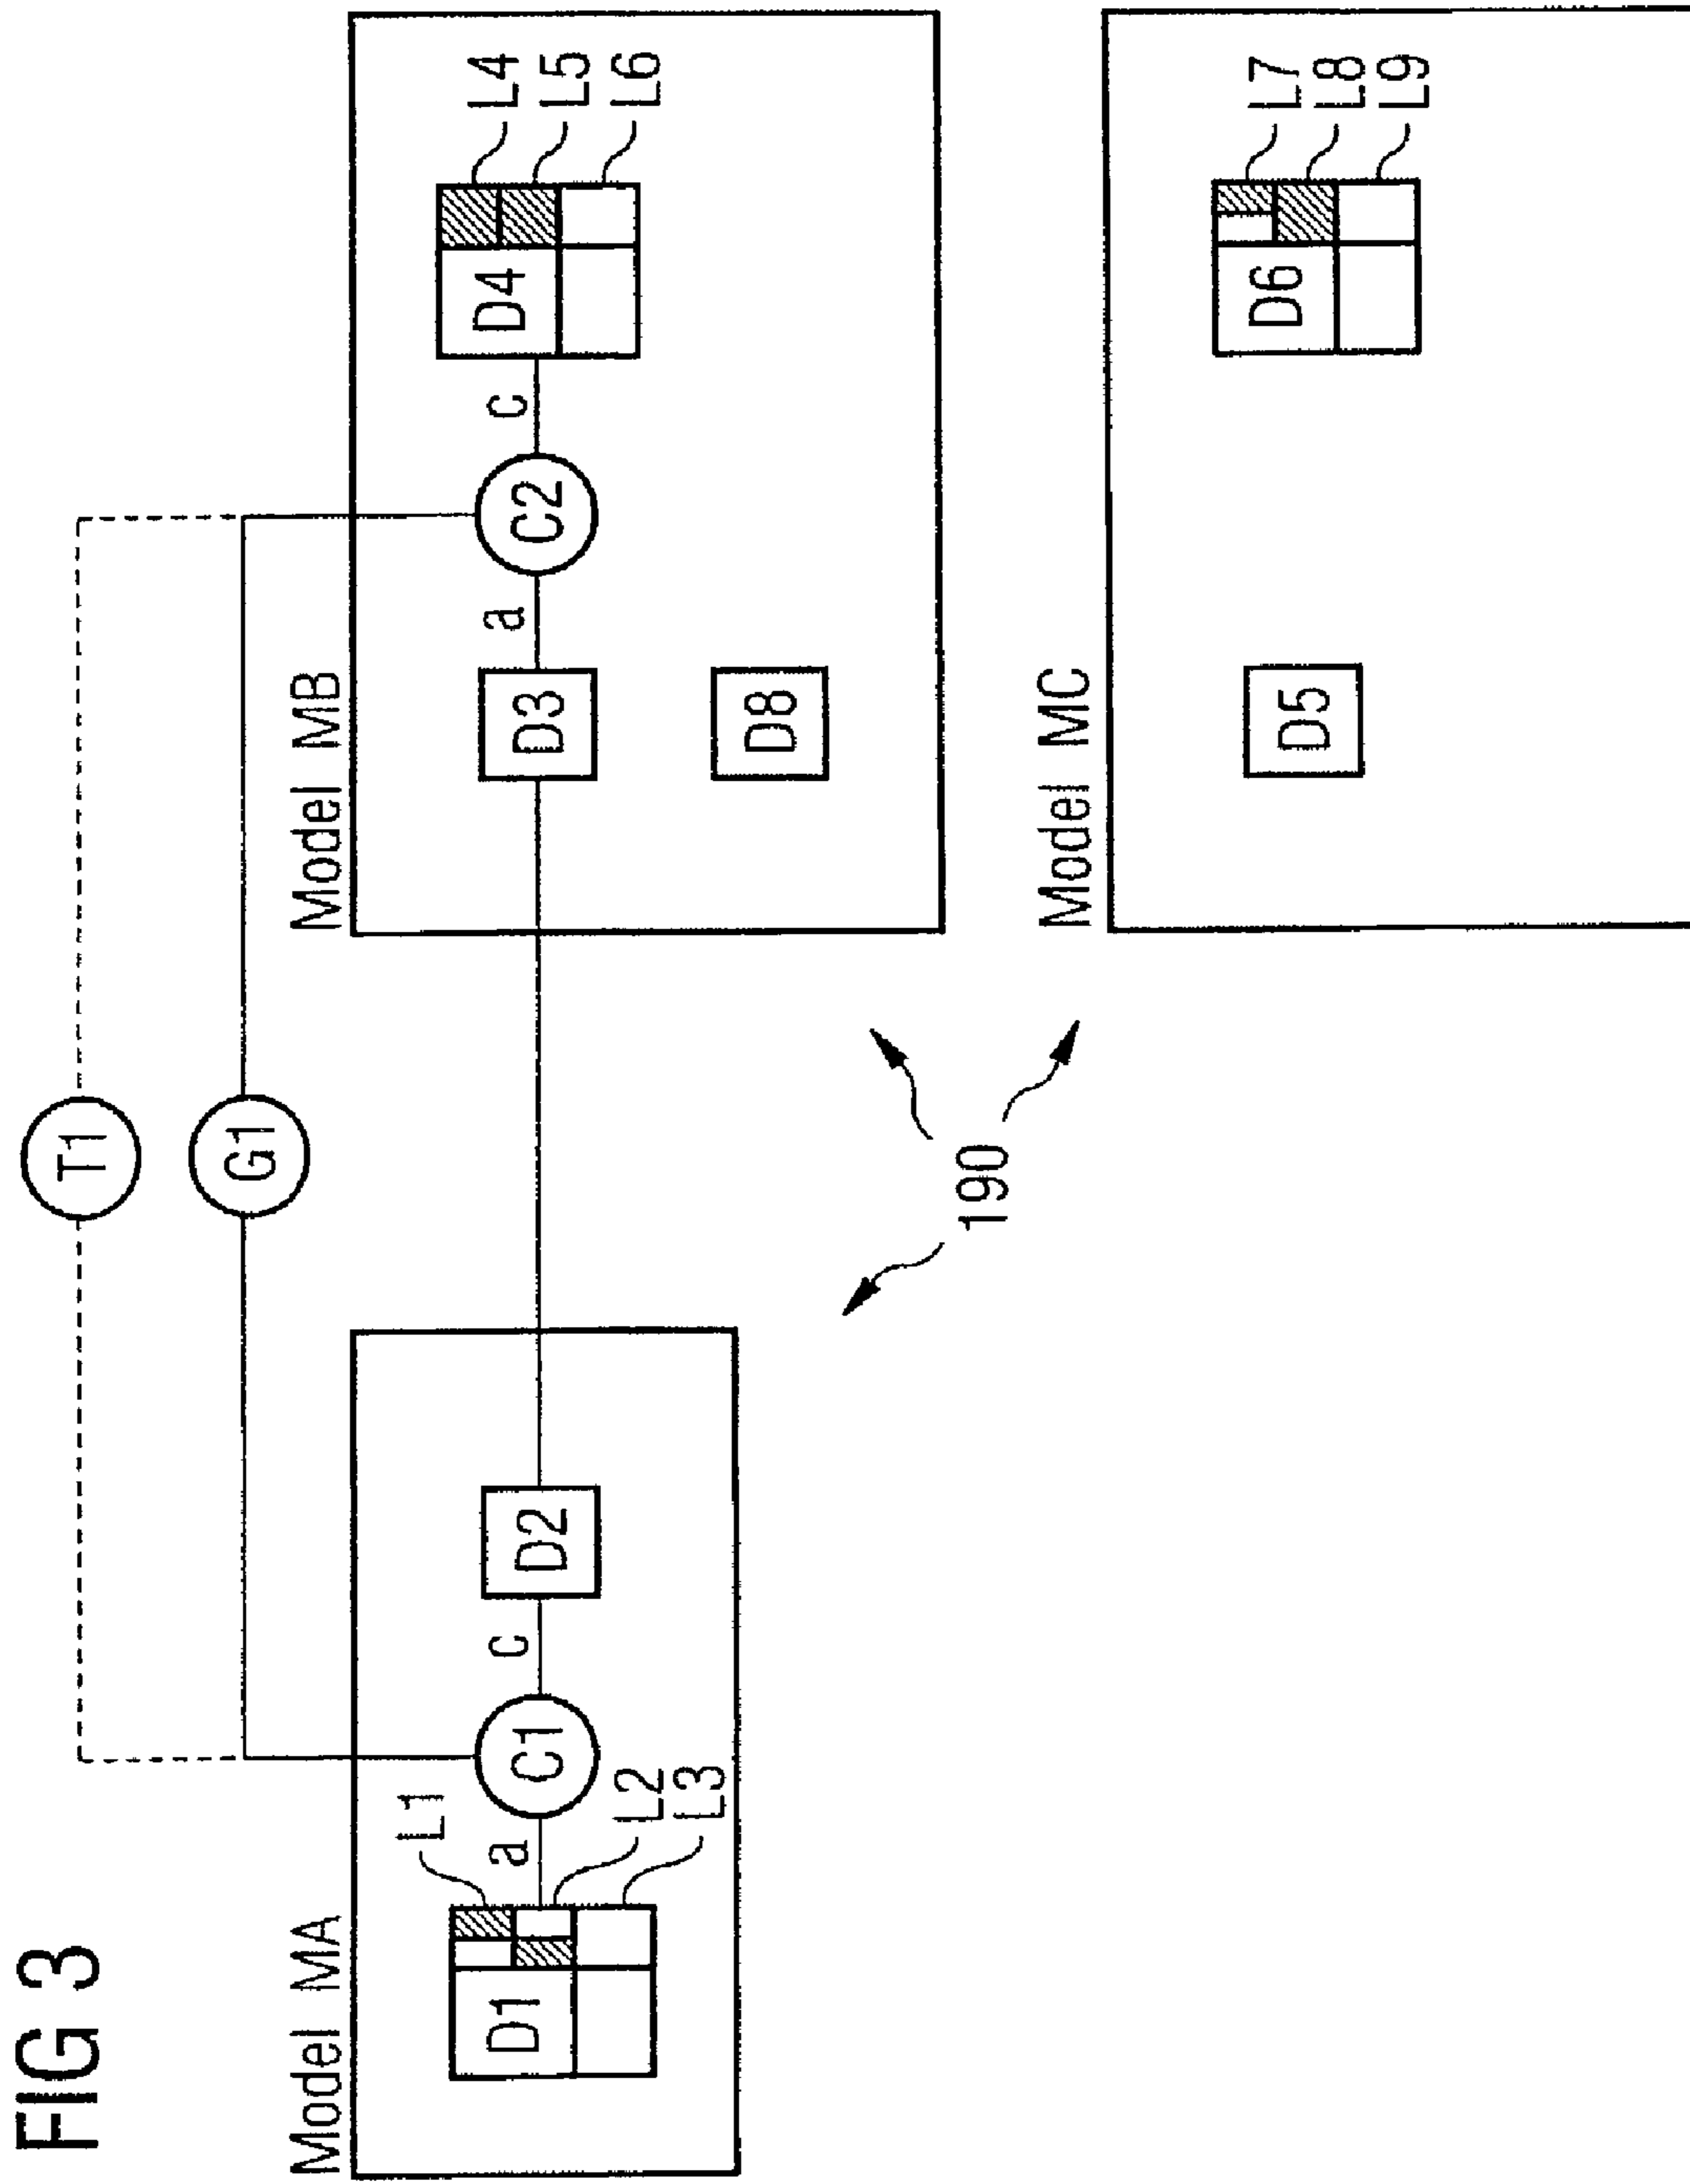 FIG 3
T1
G1
Model MA
D1
L1
a
C1
c
D2
L2
L3
Model MB
D3
a
C2
c
D4
L4
L5
L6
D8
190
Model MC
D5
D6
L7
L8
L9